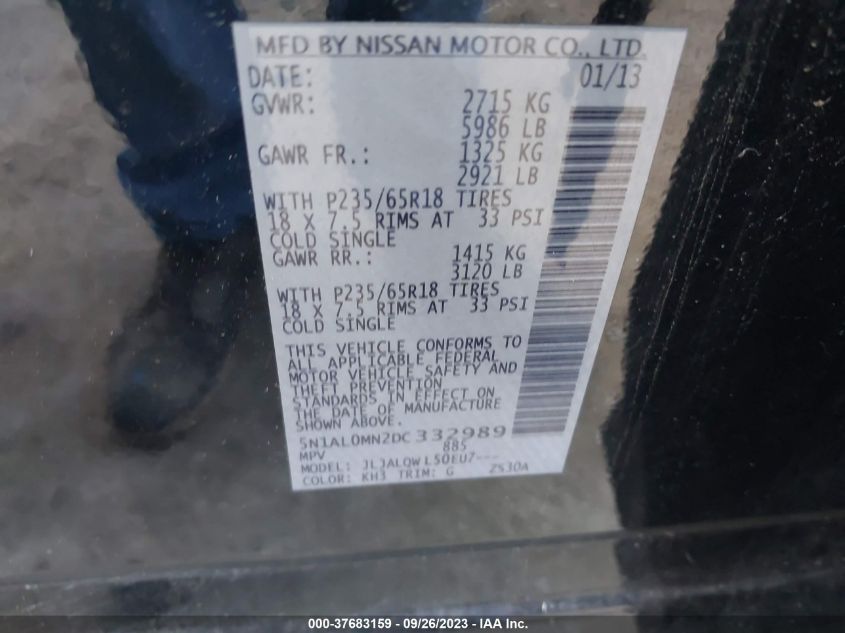 MFD BY NISSAN MOTOR CO., LTD.
DATE: 01/13
GVWR: 2715 KG
5986 LB
GAWR FR.: 1325 KG
2921 LB
WITH P235/65R18 TIRES
18 X 7.5 RIMS AT 33 PSI
COLD SINGLE
GAWR RR.: 1415 KG
3120 LB
WITH P235/65R18 TIRES
18 X 7.5 RIMS AT 33 PSI
COLD SINGLE
THIS VEHICLE CONFORMS TO
ALL APPLICABLE FEDERAL
MOTOR VEHICLE SAFETY AND
THEFT PREVENTION
STANDARDS IN EFFECT ON
THE DATE OF MANUFACTURE
SHOWN ABOVE.
5N1AL0MN2DC332989
MPV 885
MODEL: JLJALQWL50EU7---
COLOR: KH3 TRIM: G ZS30A
000-37683159 - 09/26/2023 - IAA Inc.